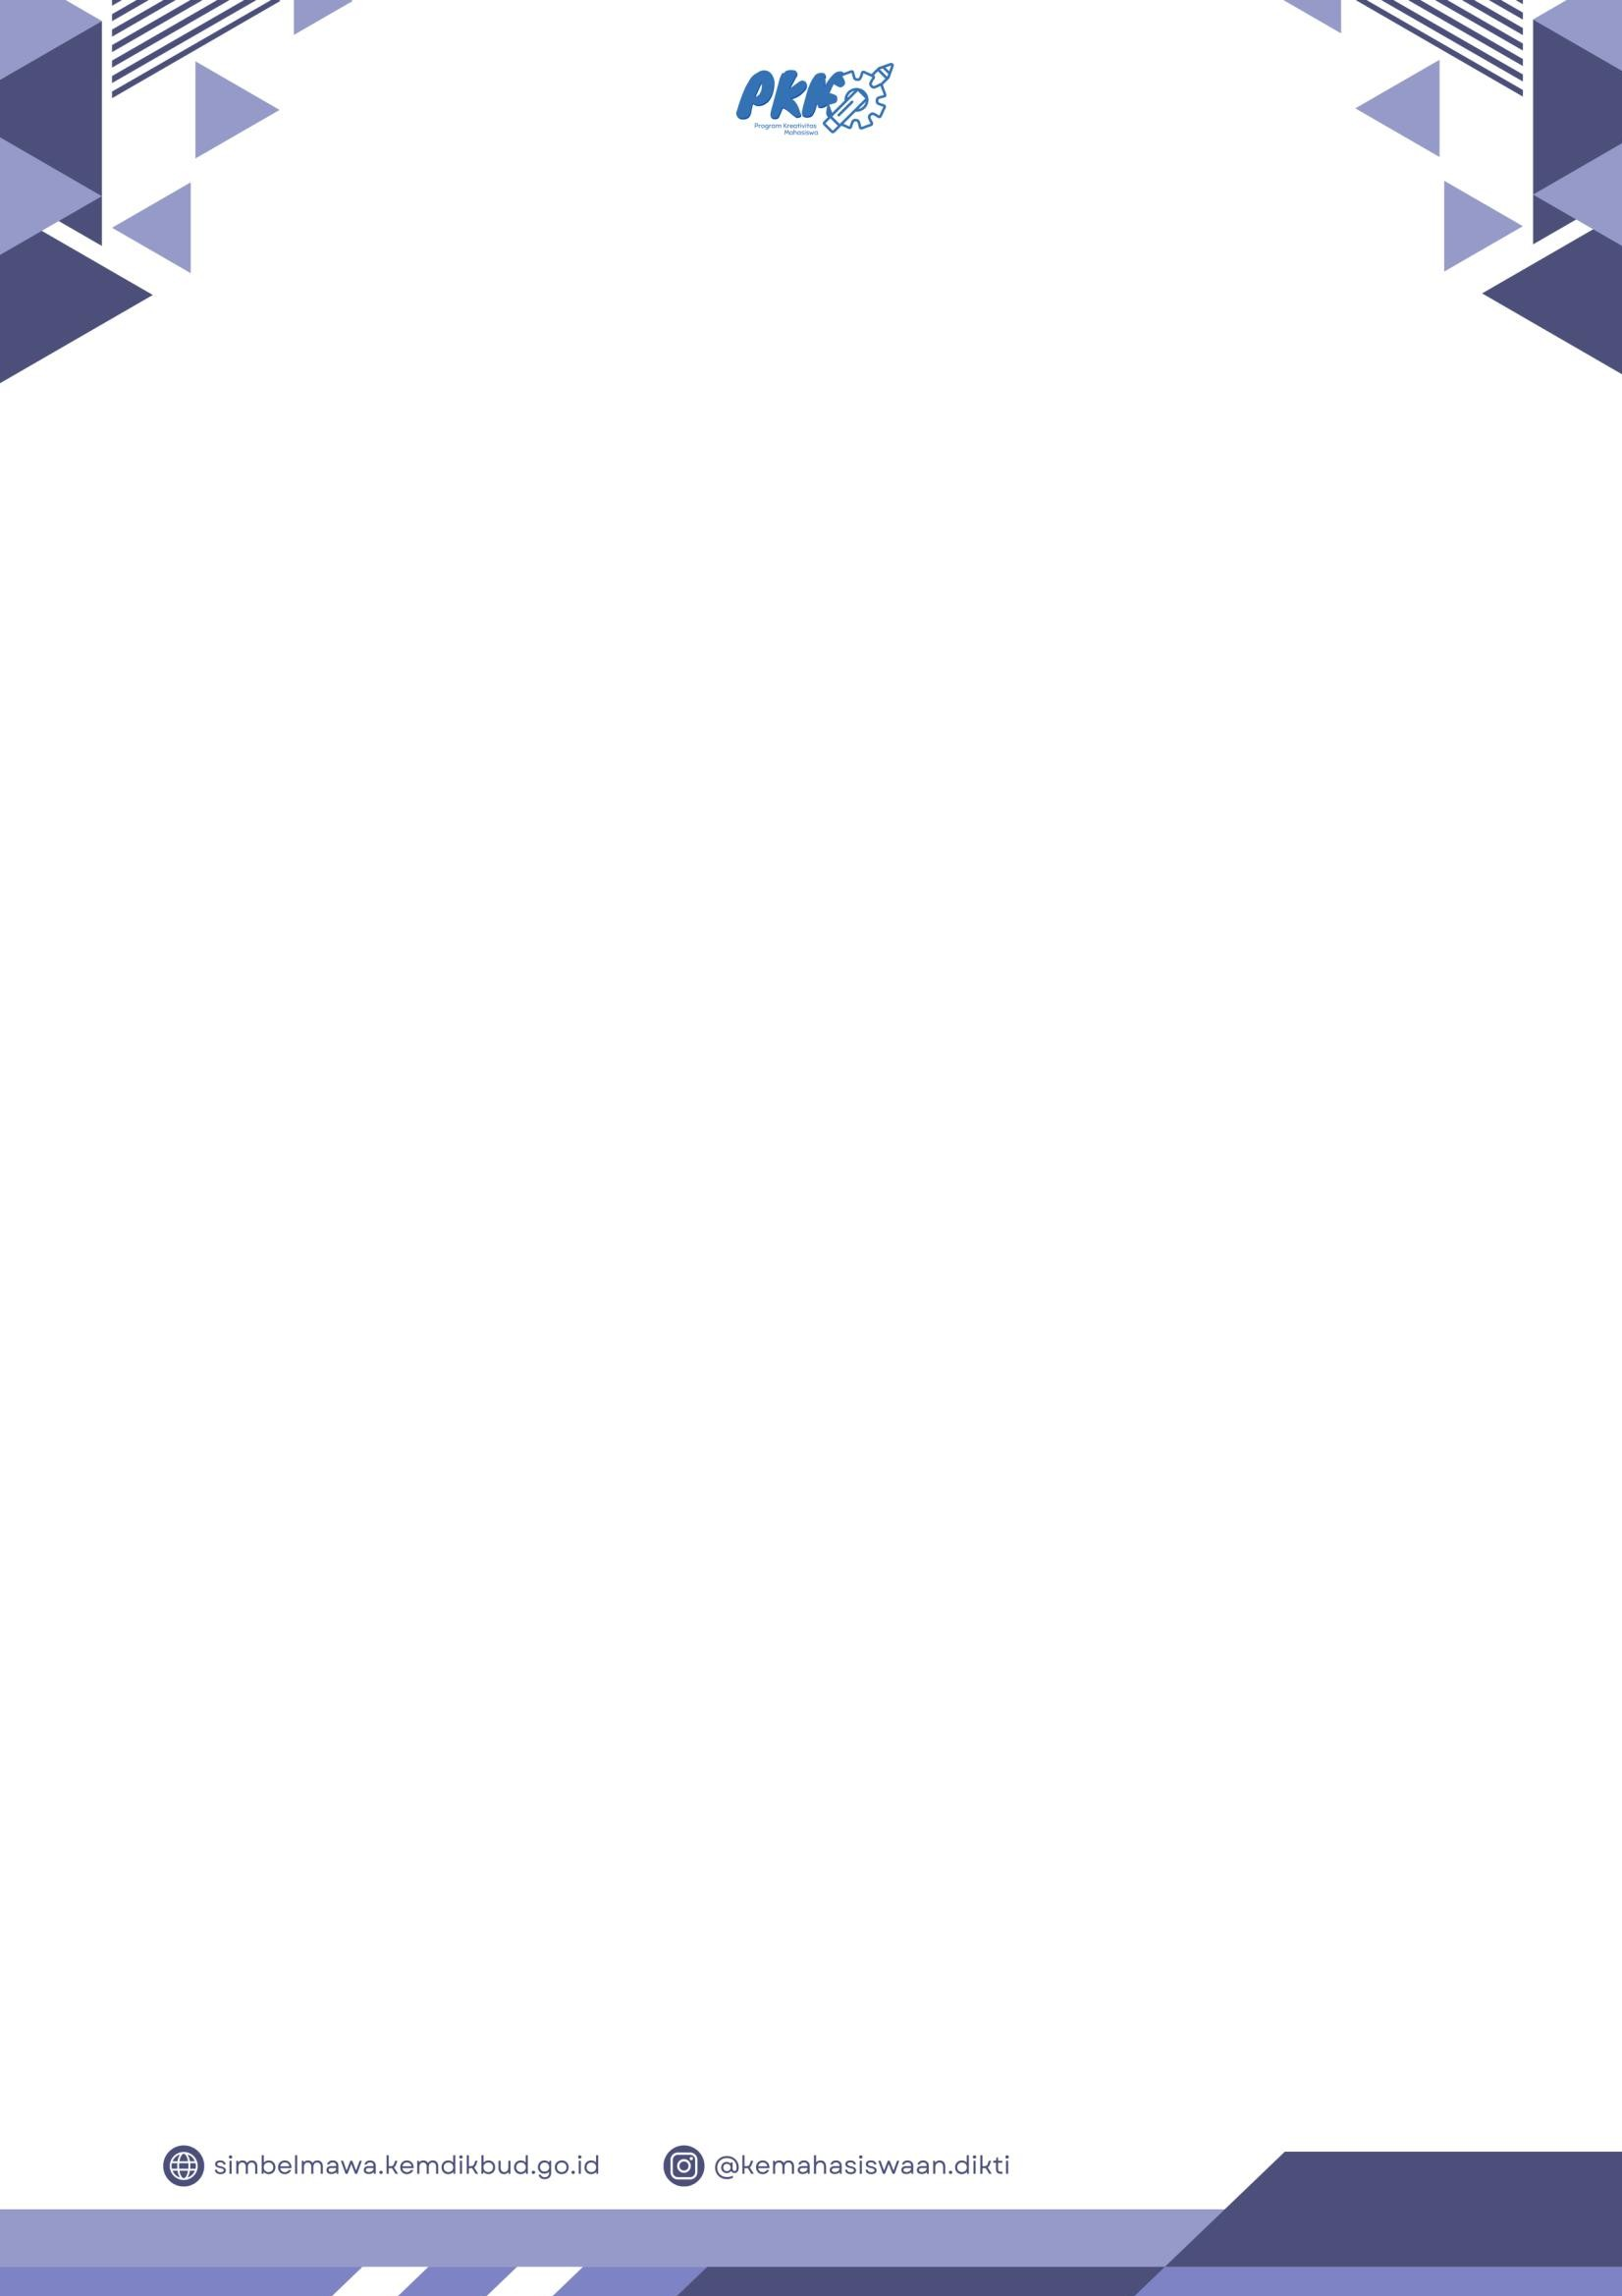 PKM
Program Kreativitas
Mahasiswa
simbelmawa.kemdikbud.go.id
@kemahasiswaan.dikti